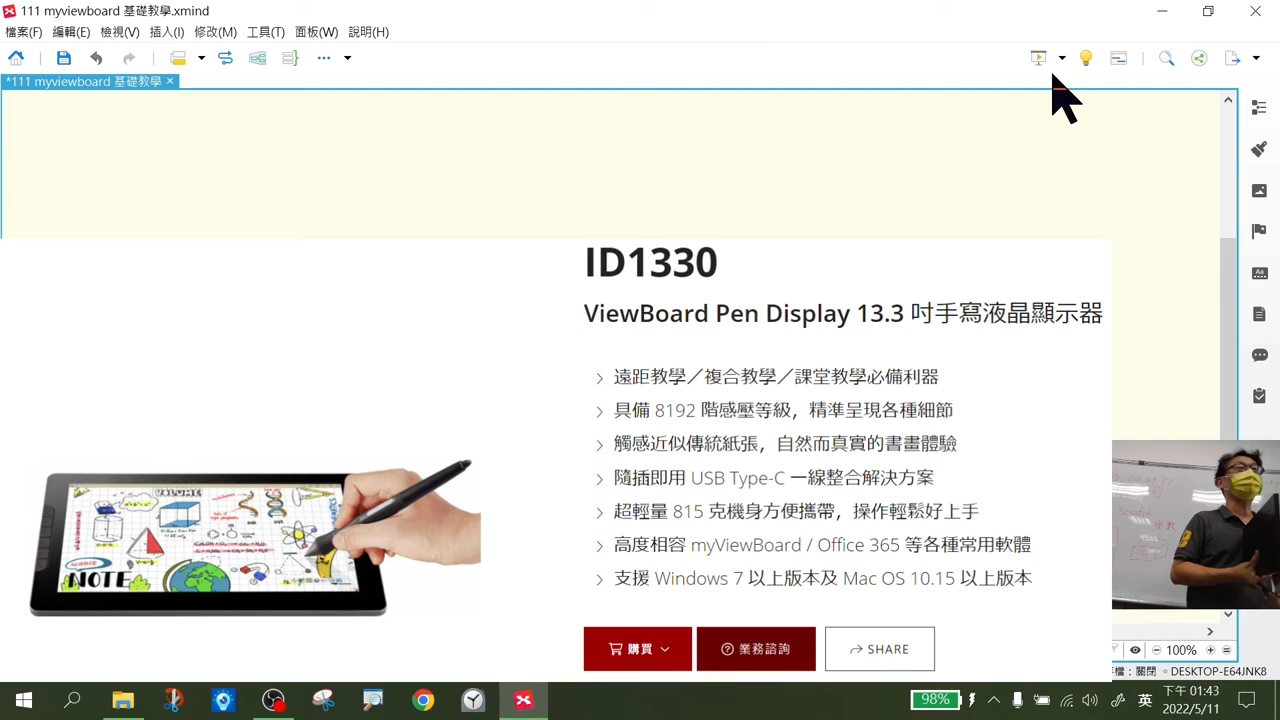 111 myviewboard 基礎教學.xmind
檔案(F) 編輯(E) 檢視(V) 插入(I) 修改(M) 工具(T) 面板(W) 說明(H)
*111 myviewboard 基礎教學 ×
ID1330
ViewBoard Pen Display 13.3 吋手寫液晶顯示器
遠距教學／複合教學／課堂教學必備利器
具備 8192 階感壓等級，精準呈現各種細節
觸感近似傳統紙張，自然而真實的書畫體驗
隨插即用 USB Type-C 一線整合解決方案
超輕量 815 克機身方便攜帶，操作輕鬆好上手
高度相容 myViewBoard / Office 365 等各種常用軟體
支援 Windows 7 以上版本及 Mac OS 10.15 以上版本
購買 業務諮詢 SHARE
VOLUME
SCIENCE
NOTE
Scratch
100%
關閉 。DESKTOP-E64JNK8
98% 英 下午 01:43
2022/5/11